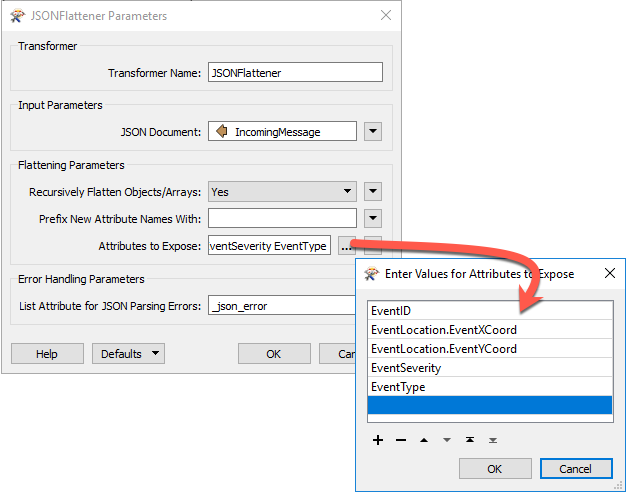 JSONFlattener Parameters
Transformer
Transformer Name: JSONFlattener
Input Parameters
JSON Document: IncomingMessage
Flattening Parameters
Recursively Flatten Objects/Arrays: Yes
Prefix New Attribute Names With:
Attributes to Expose: ventSeverity EventType ...
Error Handling Parameters
List Attribute for JSON Parsing Errors: _json_error
Help Defaults OK Can
Enter Values for Attributes to Expose
EventID
EventLocation.EventXCoord
EventLocation.EventYCoord
EventSeverity
EventType
OK Cancel